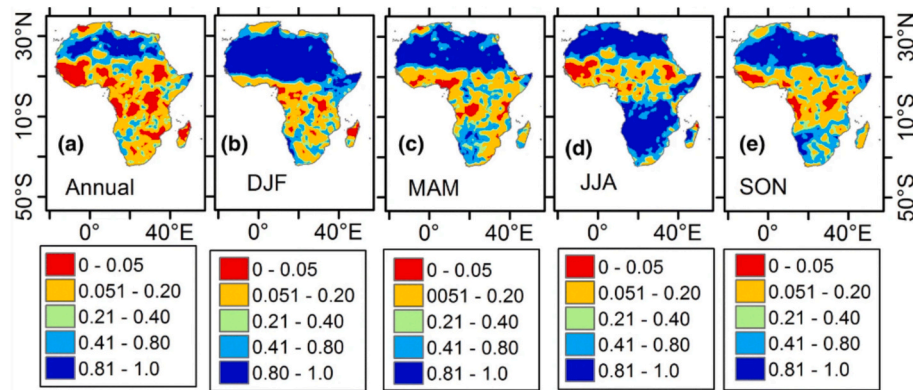 30°N
10°S
50°S
(a)
Annual
(b)
DJF
(c)
MAM
(d)
JJA
(e)
SON
30°N
10°S
50°S
0°
40°E
0°
40°E
0°
40°E
0°
40°E
0°
40°E
0 - 0.05
0.051 - 0.20
0.21 - 0.40
0.41 - 0.80
0.81 - 1.0
0 - 0.05
0.051 - 0.20
0.21 - 0.40
0.41 - 0.80
0.80 - 1.0
0 - 0.05
0051 - 0.20
0.21 - 0.40
0.41 - 0.80
0.81 - 1.0
0 - 0.05
0.051 - 0.20
0.21 - 0.40
0.41 - 0.80
0.81 - 1.0
0 - 0.05
0.051 - 0.20
0.21 - 0.40
0.41 - 0.80
0.81 - 1.0